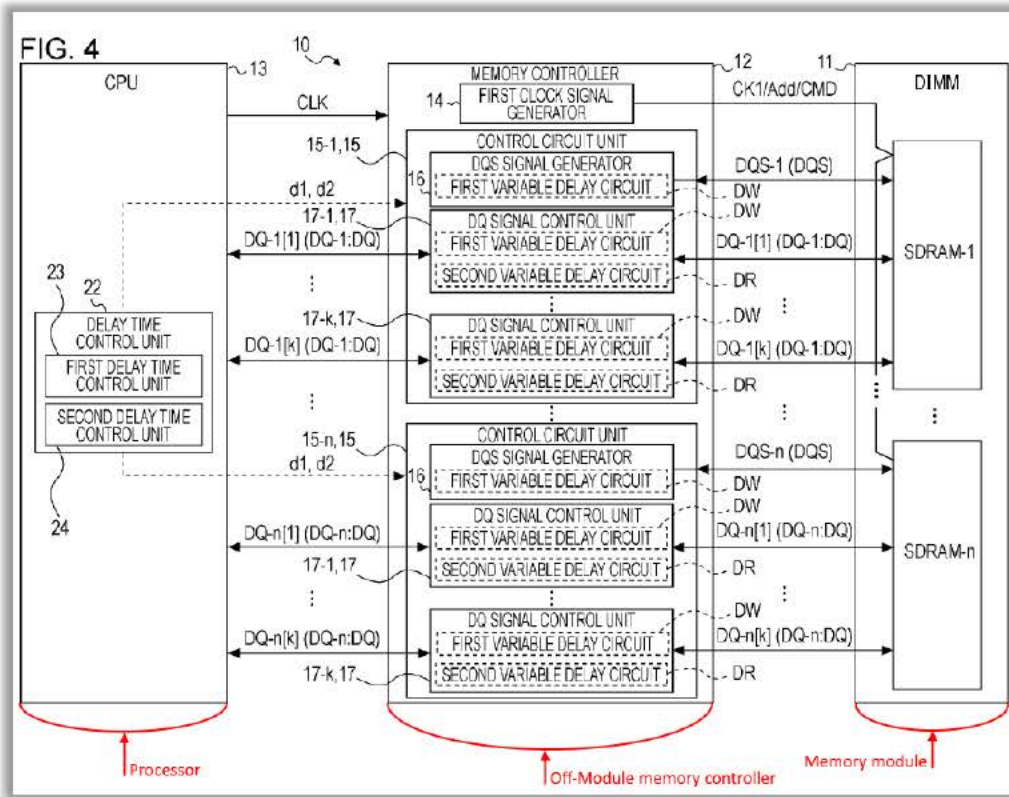 FIG. 4
10
CPU
13
CLK
MEMORY CONTROLLER
12
14
FIRST CLOCK SIGNAL
GENERATOR
CK1/Add/CMD
11
DIMM
15-1,15
CONTROL CIRCUIT UNIT
DQS SIGNAL GENERATOR
16
FIRST VARIABLE DELAY CIRCUIT
DQS-1 (DQS)
DW
d1, d2
17-1,17
DQ SIGNAL CONTROL UNIT
DW
DQ-1[1] (DQ-1:DQ)
FIRST VARIABLE DELAY CIRCUIT
DQ-1[1] (DQ-1:DQ)
SDRAM-1
SECOND VARIABLE DELAY CIRCUIT
DR
23
22
17-k,17
DQ SIGNAL CONTROL UNIT
DW
DELAY TIME
CONTROL UNIT
DQ-1[k] (DQ-1:DQ)
FIRST VARIABLE DELAY CIRCUIT
DQ-1[k] (DQ-1:DQ)
FIRST DELAY TIME
CONTROL UNIT
SECOND VARIABLE DELAY CIRCUIT
DR
SECOND DELAY TIME
CONTROL UNIT
24
15-n,15
CONTROL CIRCUIT UNIT
DQS SIGNAL GENERATOR
DQS-n (DQS)
d1, d2
16
FIRST VARIABLE DELAY CIRCUIT
DW
DW
DQ SIGNAL CONTROL UNIT
DQ-n[1] (DQ-n:DQ)
FIRST VARIABLE DELAY CIRCUIT
DQ-n[1] (DQ-n:DQ)
SDRAM-n
17-1,17
SECOND VARIABLE DELAY CIRCUIT
DR
DQ SIGNAL CONTROL UNIT
DW
DQ-n[k] (DQ-n:DQ)
FIRST VARIABLE DELAY CIRCUIT
DQ-n[k] (DQ-n:DQ)
17-k,17
SECOND VARIABLE DELAY CIRCUIT
DR
Processor
Off-Module memory controller
Memory module